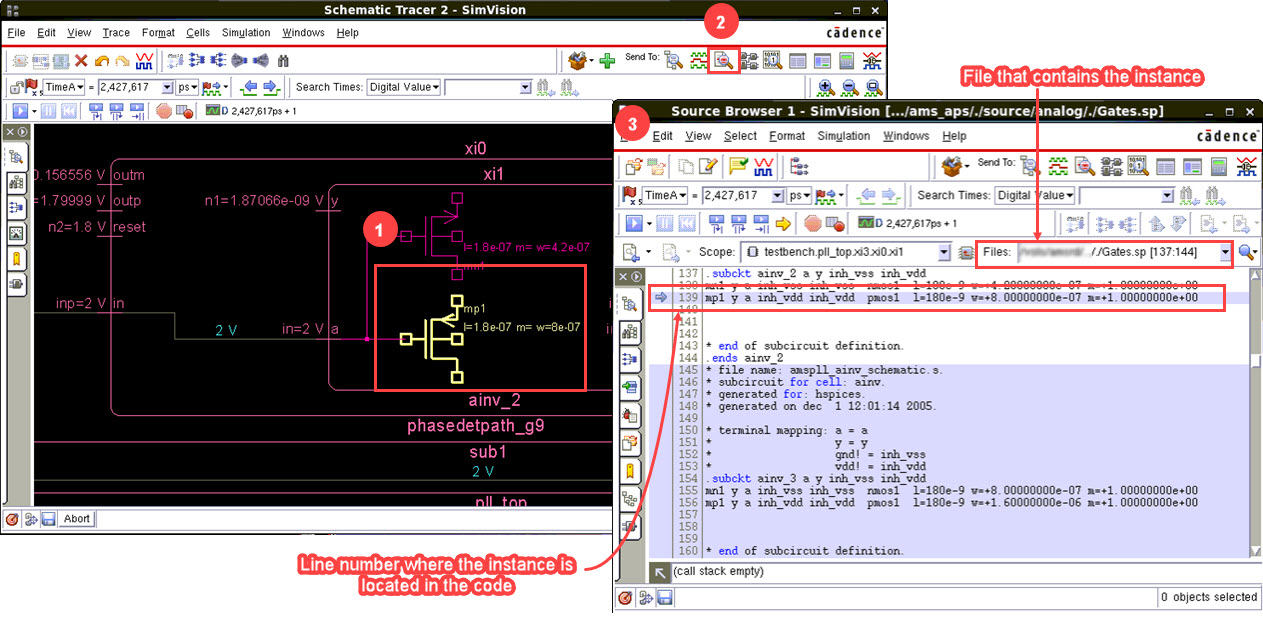 Schematic Tracer 2 - SimVision
2
File Edit View Trace Format Cells Simulation Windows Help
cādence
Send To:
TimeA = 2,427,617 ps
Search Times: Digital Value
D 2,427,617ps + 1
xi0
xi1
0.156556 V outm
=1.79999 V outp
n2=1.8 V reset
n1=1.87066e-09 V y
1
l=1.8e-07 m= w=4.2e-07
mn1
inp=2 V in
2 V
in=2 V a
mp1
l=1.8e-07 m= w=8e-07
ainv_2
phasedetpath_g9
sub1
2 V
pll_top
Abort
File that contains the instance
Source Browser 1 - SimVision [.../ams_aps/./source/analog/./Gates.sp]
3
Edit View Select Format Simulation Windows Help
cādence
Send To:
TimeA = 2,427,617 ps
Search Times: Digital Value
D 2,427,617ps + 1
Scope: testbench.pll_top.xi3.xi0.xi1
Files: ././Gates.sp [137:144]
137 .subckt ainv_2 a y inh_vss inh_vdd
138 mn1 y a inh_vss inh_vss nmos1 l=180e-9 w=+4.20000000e-07 m=+1.00000000e+00
139 mp1 y a inh_vdd inh_vdd pmos1 l=180e-9 w=+8.00000000e-07 m=+1.00000000e+00
140
141
142
143 * end of subcircuit definition.
144 .ends ainv_2
145 * file name: amspll_ainv_schematic.s.
146 * subcircuit for cell: ainv.
147 * generated for: hspices.
148 * generated on dec 1 12:01:14 2005.
149
150 * terminal mapping: a = a
151 * y = y
152 * gnd! = inh_vss
153 * vdd! = inh_vdd
154 .subckt ainv_3 a y inh_vss inh_vdd
155 mn1 y a inh_vss inh_vss nmos1 l=180e-9 w=+8.00000000e-07 m=+1.00000000e+00
156 mp1 y a inh_vdd inh_vdd pmos1 l=180e-9 w=+1.60000000e-06 m=+1.00000000e+00
157
158
159
160 * end of subcircuit definition.
(call stack empty)
0 objects selected
Line number where the instance is
located in the code